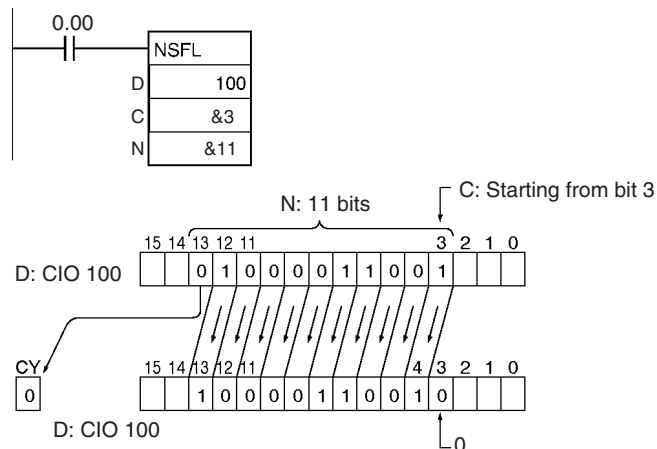 0.00
NSFL
D 100
C &3
N &11
C: Starting from bit 3
N: 11 bits
15 14 13 12 11 3 2 1 0
D: CIO 100 0 1 0 0 0 0 1 1 0 0 1
CY 15 14 13 12 11 4 3 2 1 0
0 1 0 0 0 0 1 1 0 0 1 0
D: CIO 100
0